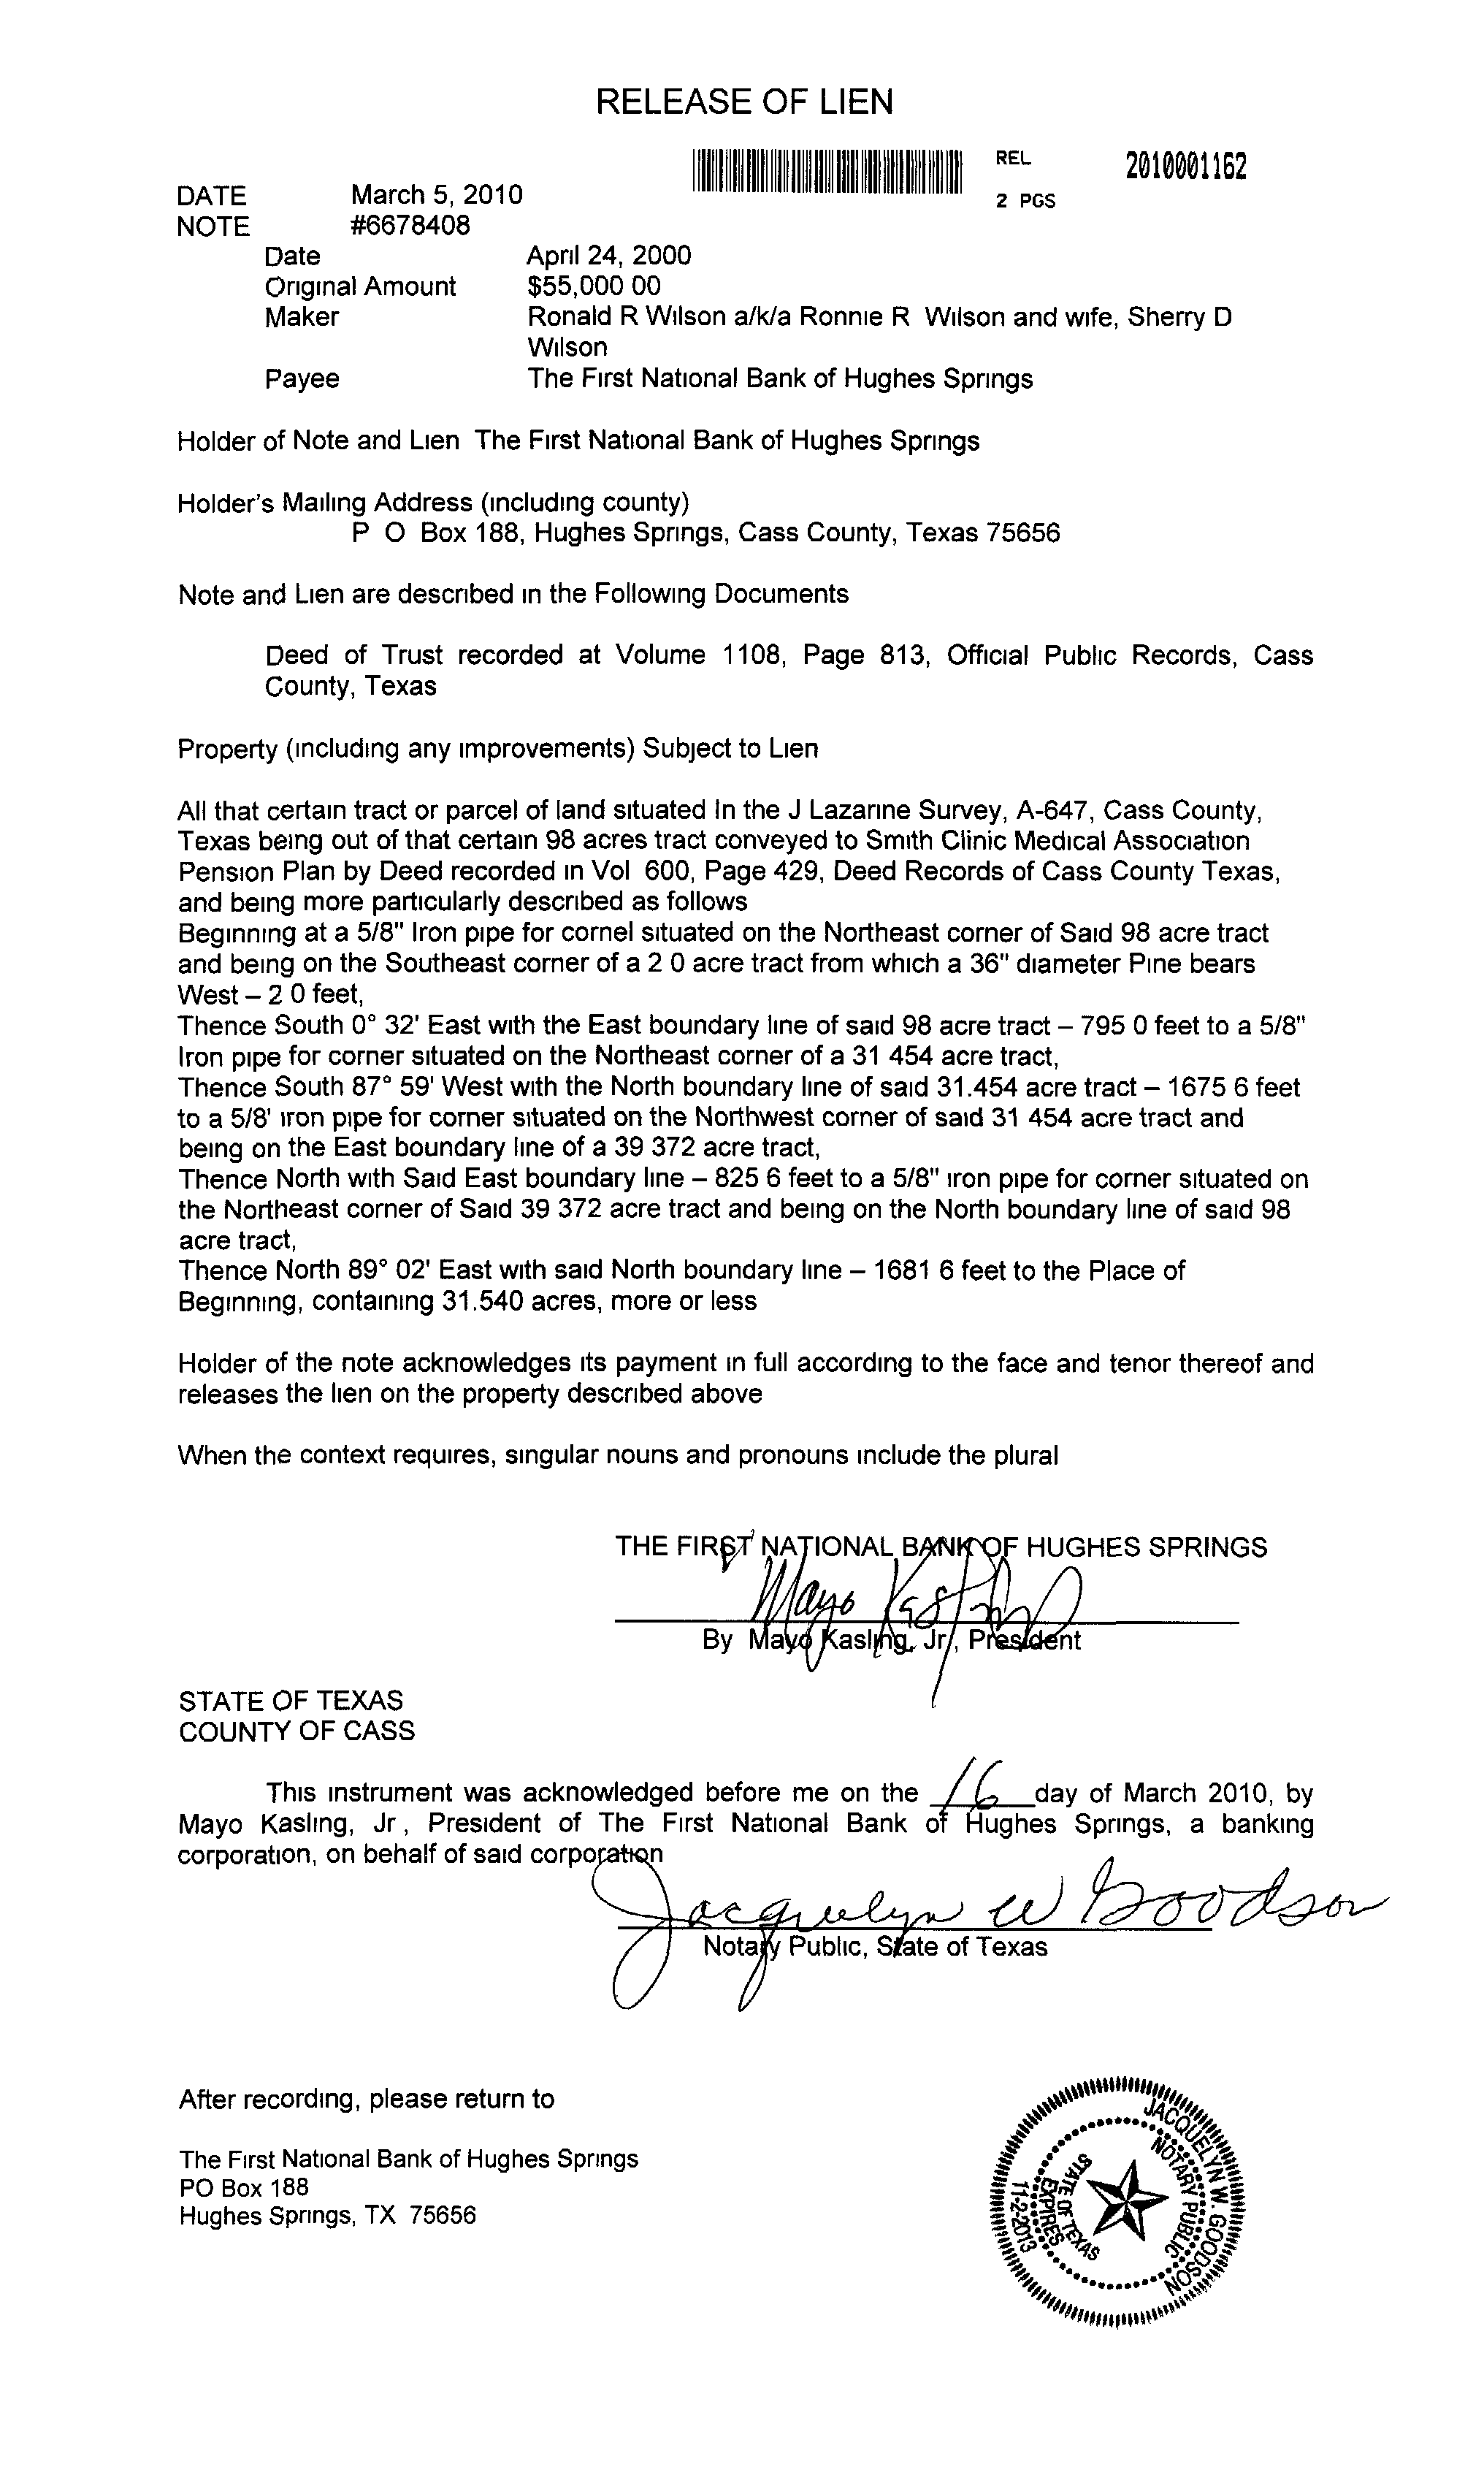 RELEASE OF LIEN
REL 2010001162
2 PGS
DATE March 5, 2010
NOTE #6678408
Date April 24, 2000
Original Amount $55,000 00
Maker Ronald R Wilson a/k/a Ronnie R Wilson and wife, Sherry D
Wilson
Payee The First National Bank of Hughes Springs
Holder of Note and Lien The First National Bank of Hughes Springs
Holder's Mailing Address (including county)
P O Box 188, Hughes Springs, Cass County, Texas 75656
Note and Lien are described in the Following Documents
Deed of Trust recorded at Volume 1108, Page 813, Official Public Records, Cass
County, Texas
Property (including any improvements) Subject to Lien
All that certain tract or parcel of land situated In the J Lazarine Survey, A-647, Cass County,
Texas being out of that certain 98 acres tract conveyed to Smith Clinic Medical Association
Pension Plan by Deed recorded in Vol 600, Page 429, Deed Records of Cass County Texas,
and being more particularly described as follows
Beginning at a 5/8" Iron pipe for cornel situated on the Northeast corner of Said 98 acre tract
and being on the Southeast corner of a 2 0 acre tract from which a 36" diameter Pine bears
West – 2 0 feet,
Thence South 0° 32' East with the East boundary line of said 98 acre tract – 795 0 feet to a 5/8"
Iron pipe for corner situated on the Northeast corner of a 31 454 acre tract,
Thence South 87° 59' West with the North boundary line of said 31.454 acre tract – 1675 6 feet
to a 5/8' iron pipe for corner situated on the Northwest corner of said 31 454 acre tract and
being on the East boundary line of a 39 372 acre tract,
Thence North with Said East boundary line – 825 6 feet to a 5/8" iron pipe for corner situated on
the Northeast corner of Said 39 372 acre tract and being on the North boundary line of said 98
acre tract,
Thence North 89° 02' East with said North boundary line – 1681 6 feet to the Place of
Beginning, containing 31.540 acres, more or less
Holder of the note acknowledges its payment in full according to the face and tenor thereof and
releases the lien on the property described above
When the context requires, singular nouns and pronouns include the plural
THE FIRST NATIONAL BANK OF HUGHES SPRINGS
Mayo Kasling
By Mayo Kasling, Jr, President
STATE OF TEXAS
COUNTY OF CASS
This instrument was acknowledged before me on the 16 day of March 2010, by
Mayo Kasling, Jr, President of The First National Bank of Hughes Springs, a banking
corporation, on behalf of said corporation
Jacquelyn W Goodson
Notary Public, State of Texas
After recording, please return to
The First National Bank of Hughes Springs
PO Box 188
Hughes Springs, TX 75656
JACQUELYN W. GOODSON
NOTARY PUBLIC
STATE OF TEXAS
EXPIRES
11-2-2013